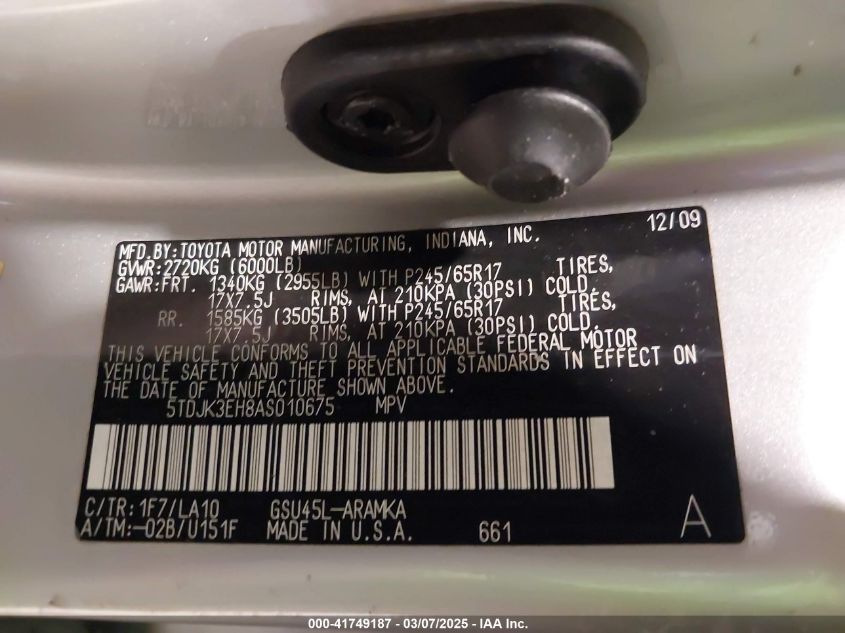 12/09
MFD.BY:TOYOTA MOTOR MANUFACTURING, INDIANA, INC.
GVWR:2720KG (6000LB)
GAWR:FRT. 1340KG (2955LB) WITH P245/65R17 TIRES,
17X7.5J RIMS, AT 210KPA (30PSI) COLD.
RR. 1585KG (3505LB) WITH P245/65R17 TIRES,
17X7.5J RIMS, AT 210KPA (30PSI) COLD.
THIS VEHICLE CONFORMS TO ALL APPLICABLE FEDERAL MOTOR
VEHICLE SAFETY AND THEFT PREVENTION STANDARDS IN EFFECT ON
THE DATE OF MANUFACTURE SHOWN ABOVE.
5TDJK3EH8AS010675 MPV
C/TR:1F7/LA10 GSU45L-ARAMKA
A/TM:-02B/U151F MADE IN U.S.A. 661 A
000-41749187 - 03/07/2025 - IAA Inc.